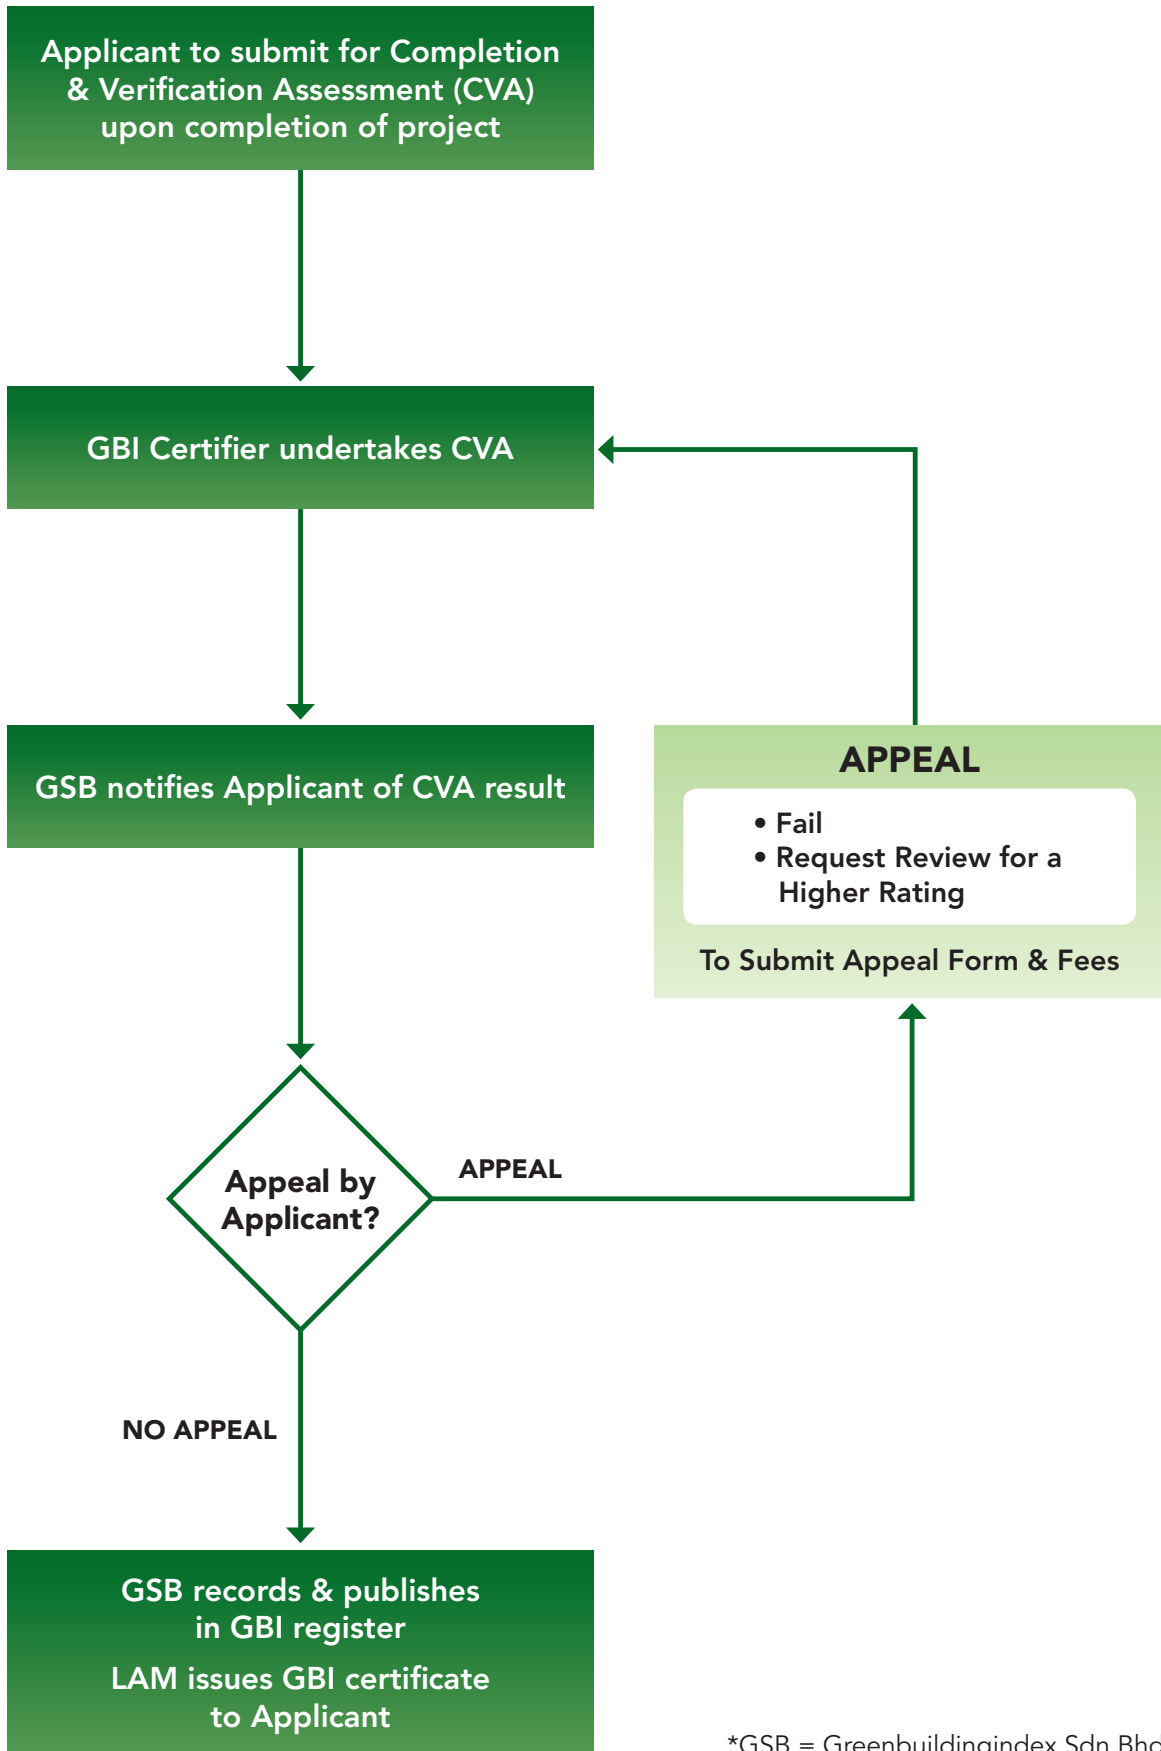 Applicant to submit for Completion
& Verification Assessment (CVA)
upon completion of project
GBI Certifier undertakes CVA
GSB notifies Applicant of CVA result
APPEAL
• Fail
• Request Review for a
Higher Rating
To Submit Appeal Form & Fees
Appeal by
Applicant?
APPEAL
NO APPEAL
GSB records & publishes
in GBI register
LAM issues GBI certificate
to Applicant
*GSB = Greenbuildingindex Sdn Bhd